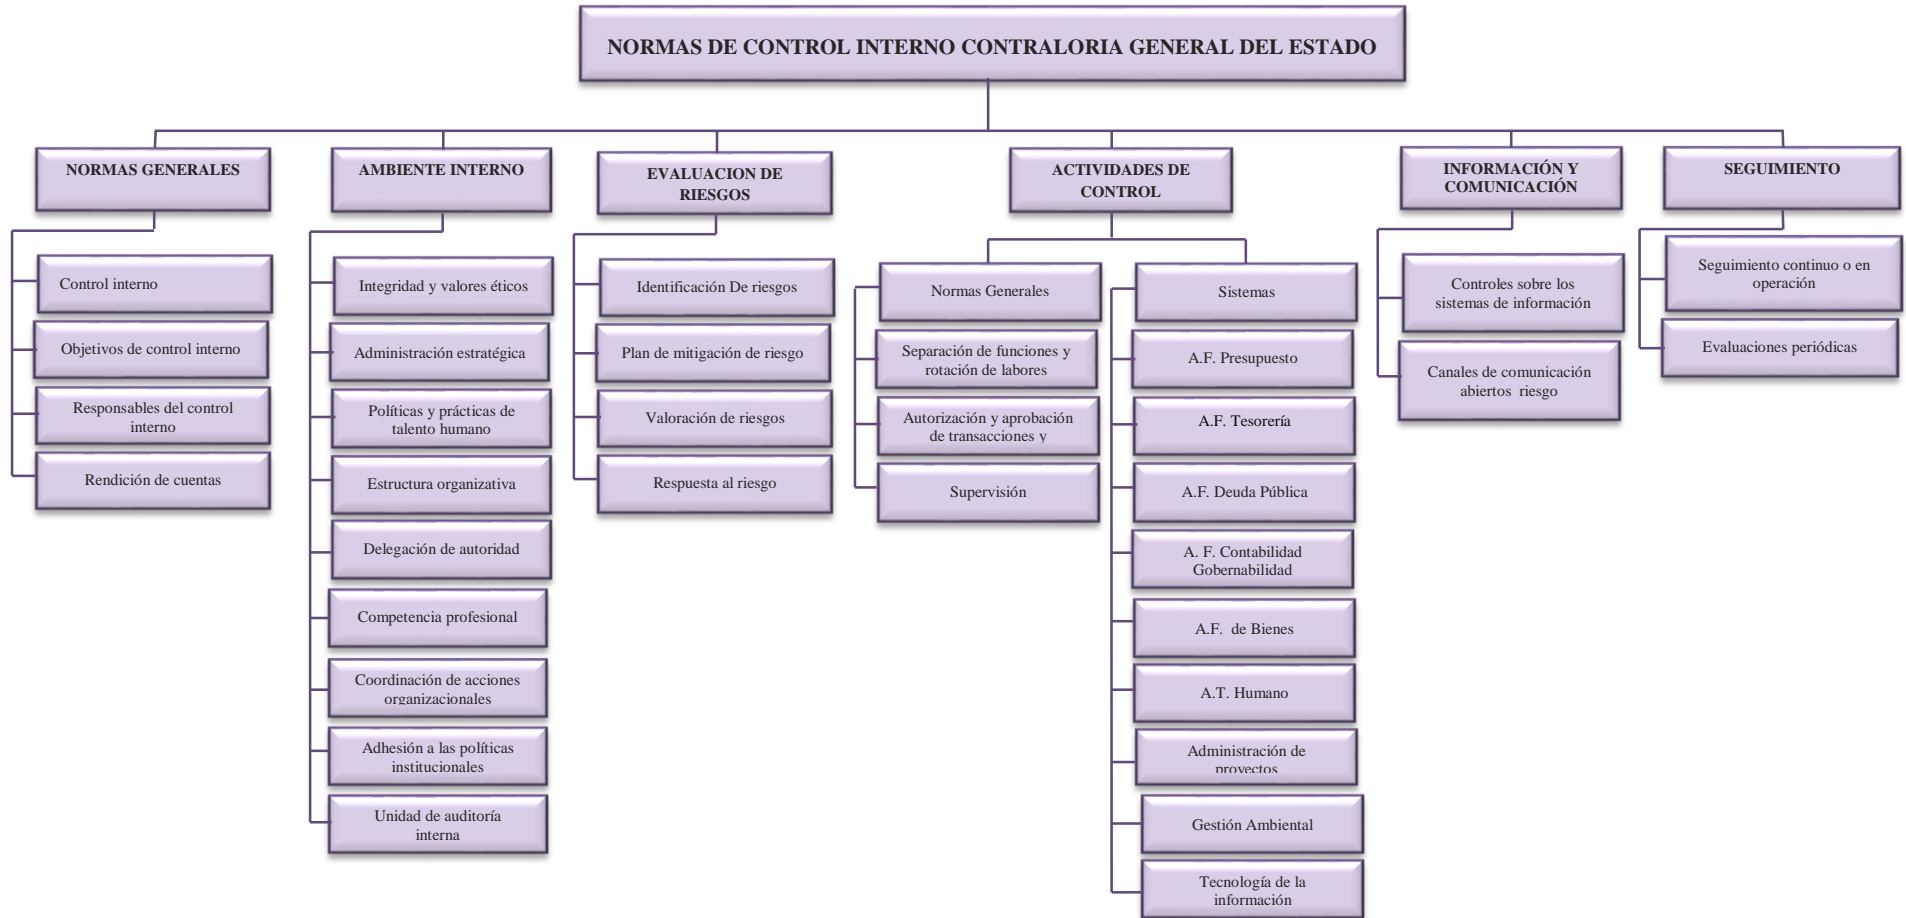 NORMAS DE CONTROL INTERNO CONTRALORIA GENERAL DEL ESTADO
NORMAS GENERALES
Control interno
Objetivos de control interno
Responsables del control
interno
Rendición de cuentas
AMBIENTE INTERNO
Integridad y valores éticos
Administración estratégica
Políticas y prácticas de
talento humano
Estructura organizativa
Delegación de autoridad
Competencia profesional
Coordinación de acciones
organizacionales
Adhesión a las políticas
institucionales
Unidad de auditoría
interna
EVALUACION DE
RIESGOS
Identificación De riesgos
Plan de mitigación de riesgo
Valoración de riesgos
Respuesta al riesgo
ACTIVIDADES DE
CONTROL
Normas Generales
Separación de funciones y
rotación de labores
Autorización y aprobación
de transacciones y
Supervisión
Sistemas
A.F. Presupuesto
A.F. Tesorería
A.F. Deuda Pública
A. F. Contabilidad
Gobernabilidad
A.F. de Bienes
A.T. Humano
Administración de
proyectos
Gestión Ambiental
Tecnología de la
información
INFORMACIÓN Y
COMUNICACIÓN
Controles sobre los
sistemas de información
Canales de comunicación
abiertos riesgo
SEGUIMIENTO
Seguimiento continuo o en
operación
Evaluaciones periódicas